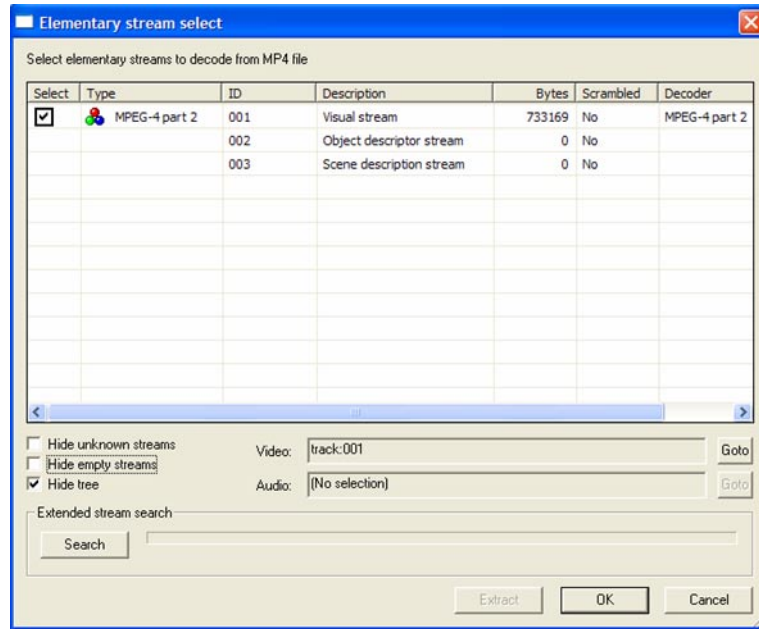 Elementary stream select
Select elementary streams to decode from MP4 file
Select Type ID Description Bytes Scrambled Decoder
MPEG-4 part 2 001 Visual stream 733169 No MPEG-4 part 2
002 Object descriptor stream 0 No
003 Scene description stream 0 No
Hide unknown streams
Video: track:001 Goto
Hide empty streams
Hide tree
Audio: (No selection) Goto
Extended stream search
Search
Extract OK Cancel